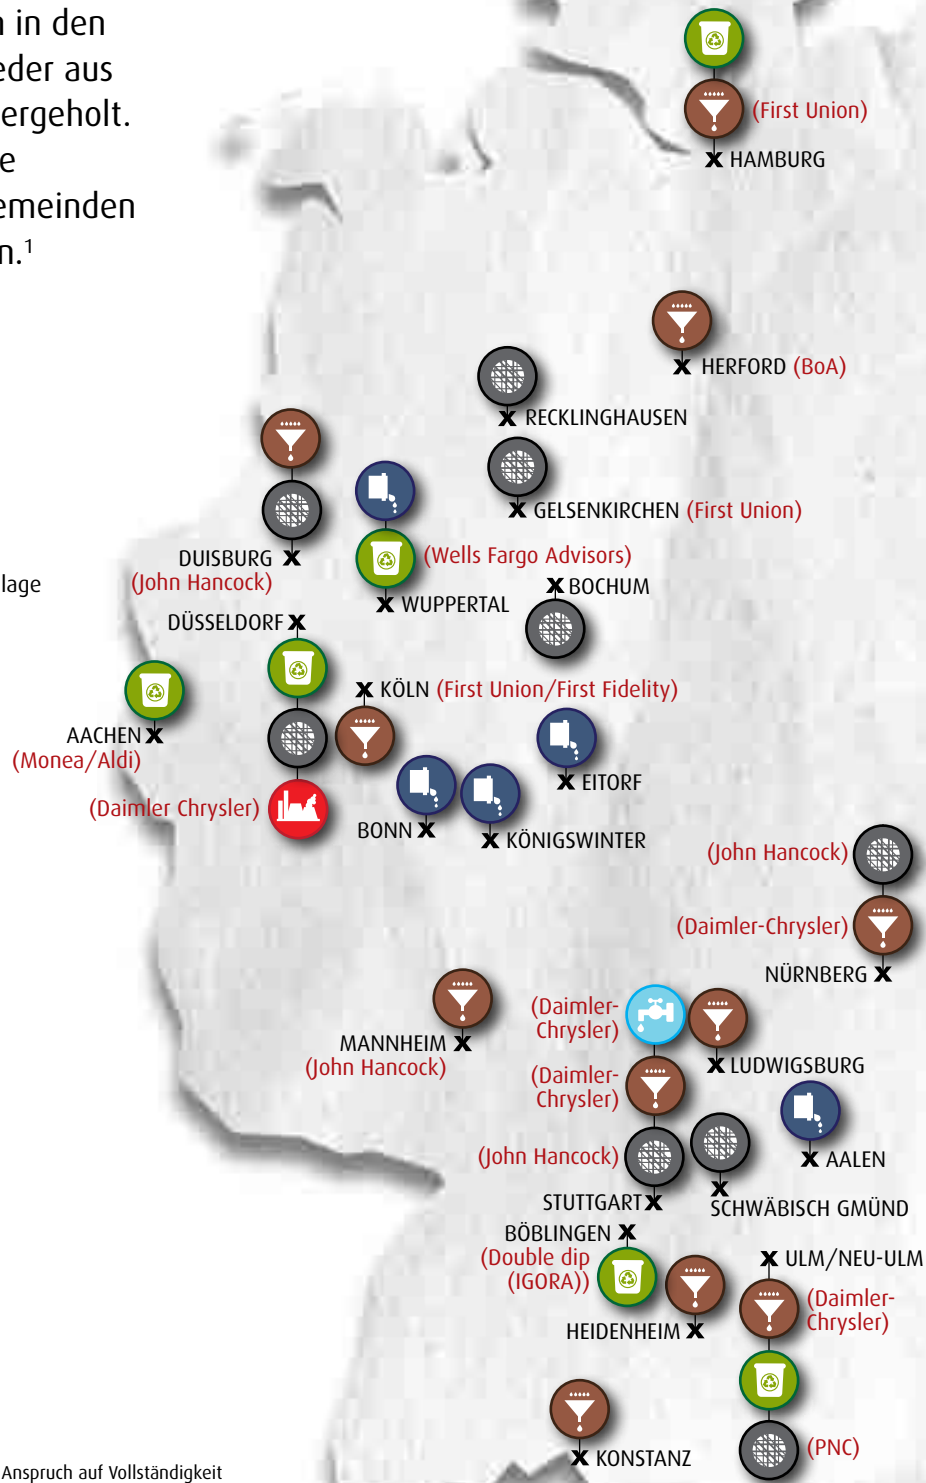 n in den
eder aus
ergeholt.
e
emeinden
n.¹
(First Union)
HAMBURG
HERFORD (BoA)
RECKLINGHAUSEN
GELSENKIRCHEN (First Union)
DUISBURG
(John Hancock)
(Wells Fargo Advisors)
WUPPERTAL
BOCHUM
lage
DÜSSELDORF
KÖLN (First Union/First Fidelity)
AACHEN
(Monea/Aldi)
(Daimler Chrysler)
EITORF
BONN
KÖNIGSWINTER
(John Hancock)
(Daimler-Chrysler)
NÜRNBERG
MANNHEIM
(John Hancock)
(Daimler-
Chrysler)
LUDWIGSBURG
(Daimler-
Chrysler)
(John Hancock)
AALEN
STUTTGART
SCHWÄBISCH GMÜND
BÖBLINGEN
(Double dip
(IGORA))
ULM/NEU-ULM
(Daimler-
Chrysler)
HEIDENHEIM
KONSTANZ
(PNC)
Anspruch auf Vollständigkeit